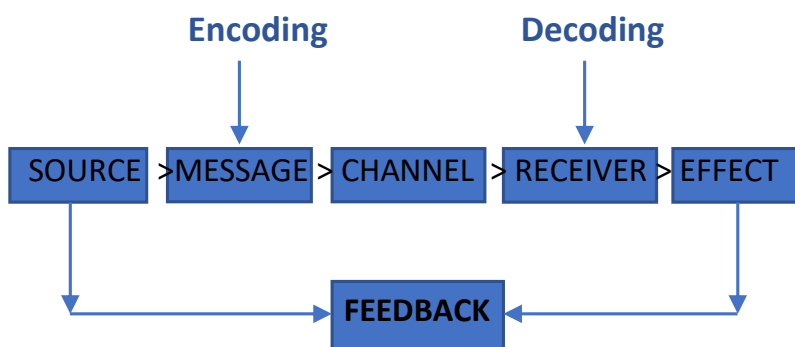 Encoding Decoding
SOURCE >MESSAGE > CHANNEL > RECEIVER > EFFECT
FEEDBACK